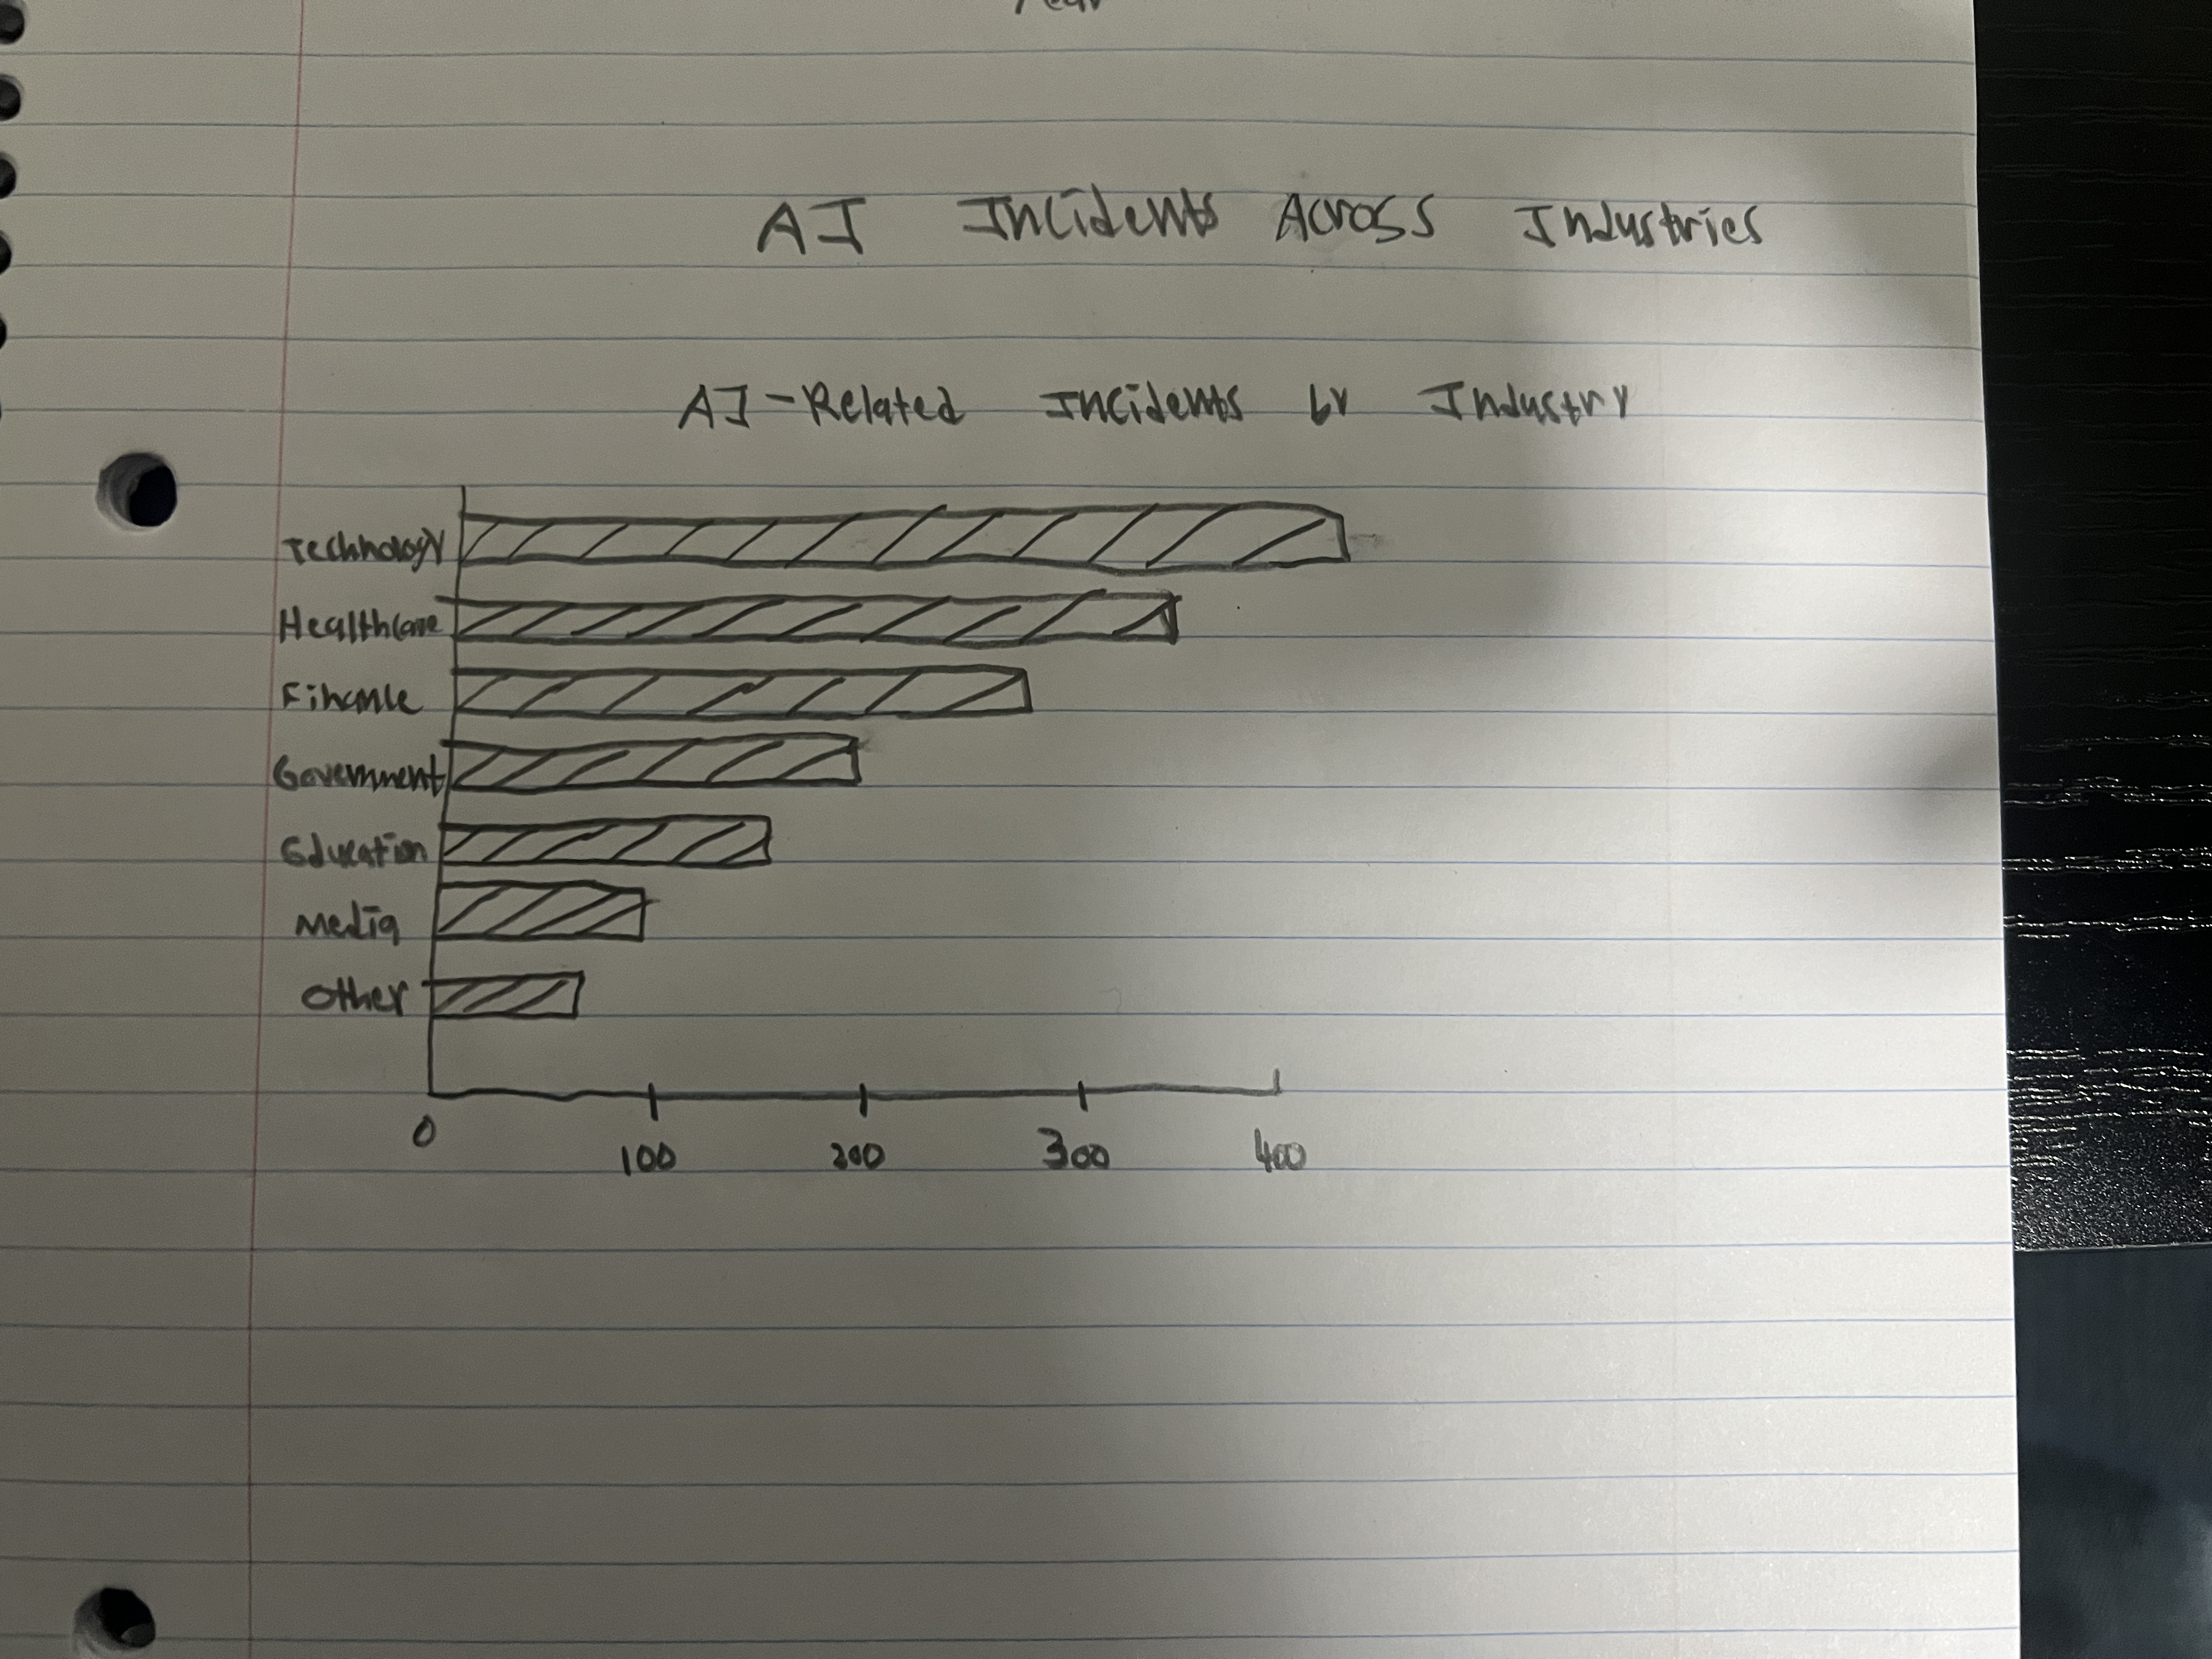 Year
AI Incidents Across Industries
AI-Related Incidents by Industry
Technology
Healthcare
Finance
Government
Education
Media
Other
0 100 200 300 400